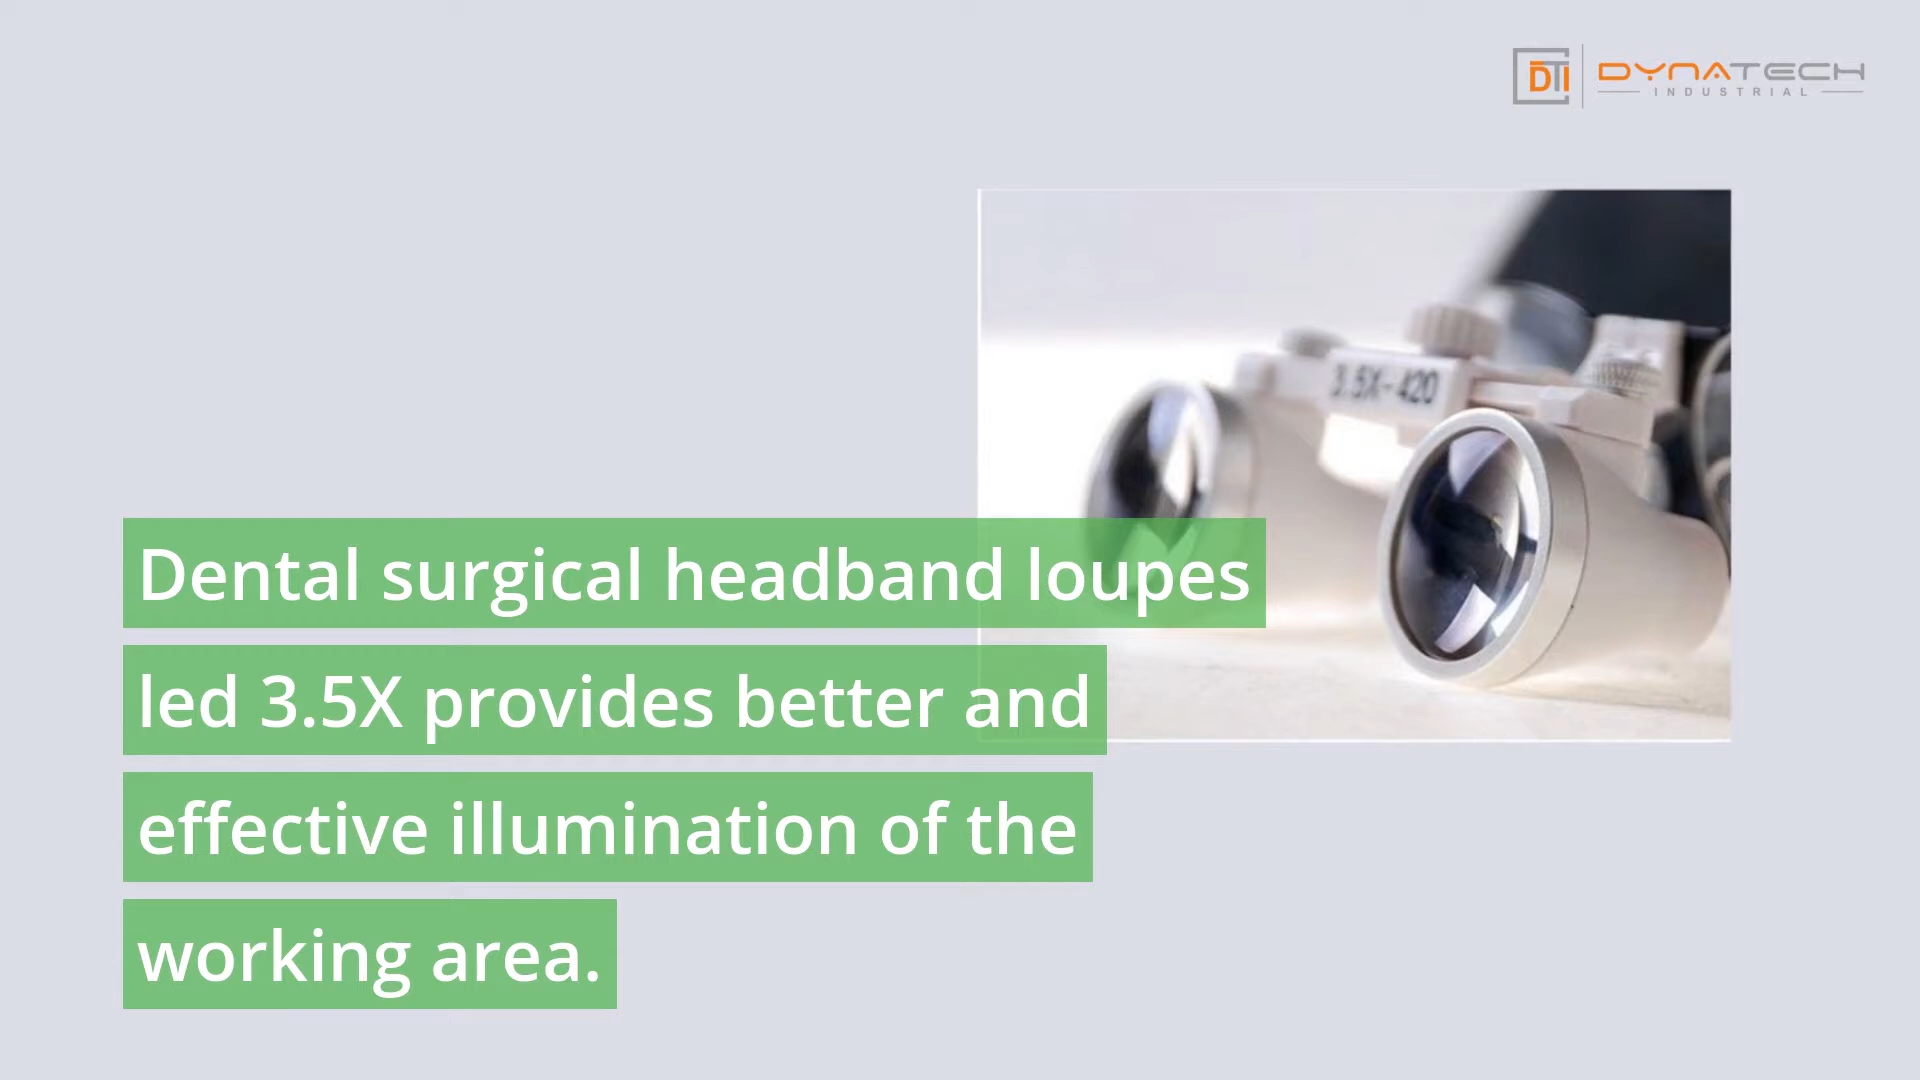 DTI
DYNATECH
INDUSTRIAL
3.5X-420
Dental surgical headband loupes
led 3.5X provides better and
effective illumination of the
working area.